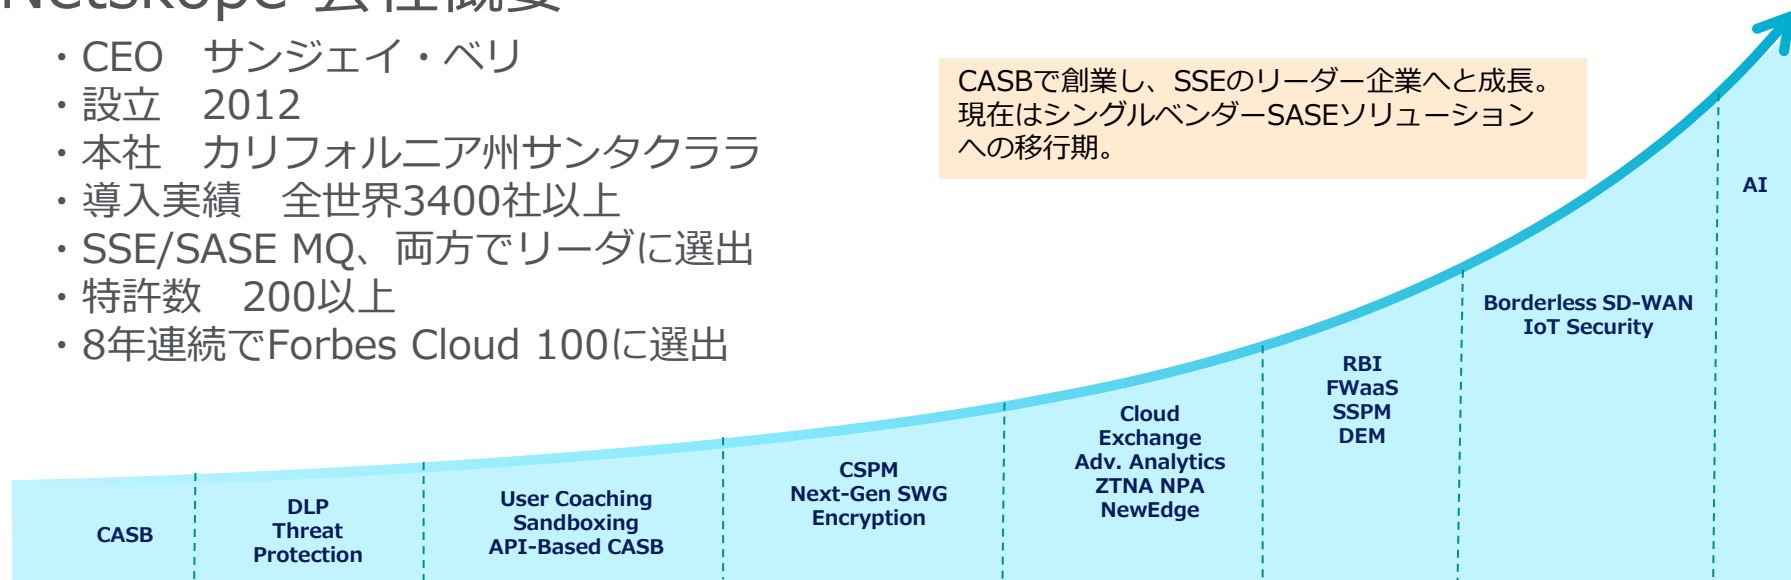 Netskope 会社概要
・CEO　サンジェイ・ベリ
・設立　2012
・本社　カリフォルニア州サンタクララ
・導入実績　全世界3400社以上
・SSE/SASE MQ、両方でリーダに選出
・特許数　200以上
・8年連続でForbes Cloud 100に選出
CASBで創業し、SSEのリーダー企業へと成長。
現在はシングルベンダーSASEソリューション
への移行期。
CASB
DLP
Threat
Protection
User Coaching
Sandboxing
API-Based CASB
CSPM
Next-Gen SWG
Encryption
Cloud
Exchange
Adv. Analytics
ZTNA NPA
NewEdge
RBI
FWaaS
SSPM
DEM
Borderless SD-WAN
IoT Security
AI